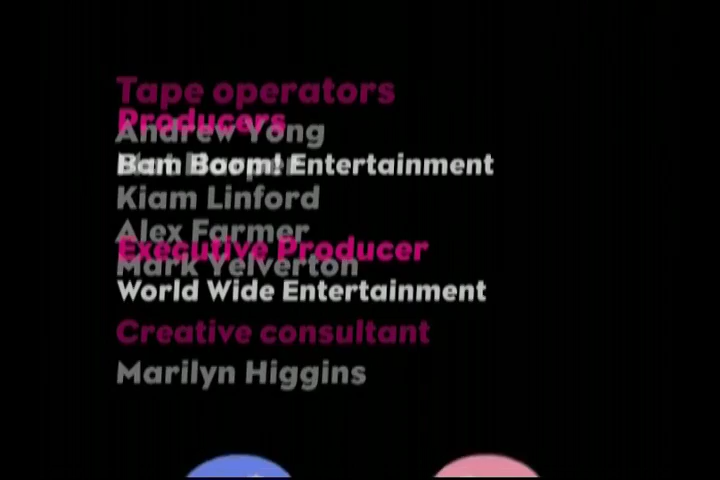 Tape operators
Producers
Andrew Yong
Bam Boom! Entertainment
Kiam Linford
Alex Farmer
Executive Producer
Mark Yelverton
World Wide Entertainment
Creative consultant
Marilyn Higgins